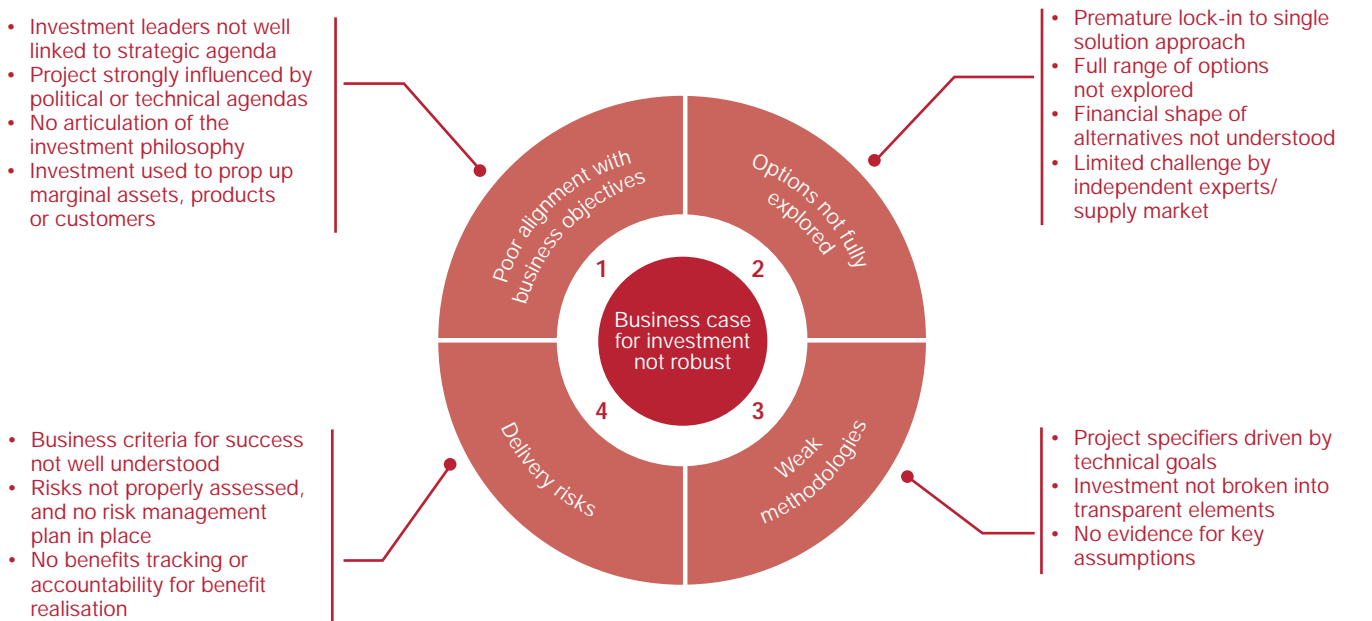 • Investment leaders not well
linked to strategic agenda
• Project strongly influenced by
political or technical agendas
• No articulation of the
investment philosophy
• Investment used to prop up
marginal assets, products
or customers
• Premature lock-in to single
solution approach
• Full range of options
not explored
• Financial shape of
alternatives not understood
• Limited challenge by
independent experts/
supply market
Poor alignment with
business objectives
Options not fully
explored
1
2
Business case
for investment
not robust
4
3
Delivery risks
Weak
methodologies
• Business criteria for success
not well understood
• Risks not properly assessed,
and no risk management
plan in place
• No benefits tracking or
accountability for benefit
realisation
• Project specifiers driven by
technical goals
• Investment not broken into
transparent elements
• No evidence for key
assumptions